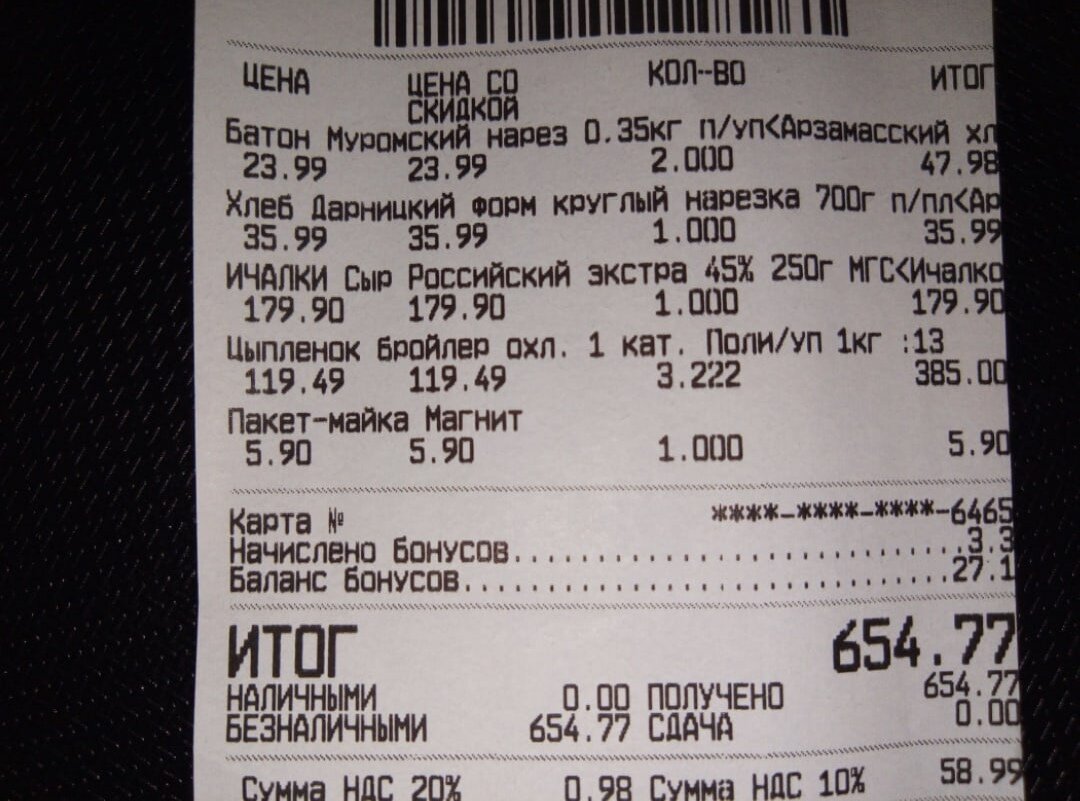 ЦЕНА ЦЕНА СО СКИДКОЙ КОЛ--ВО ИТОГ
Батон Муромский нарез 0.35кг п/уп<Арзамасский хл
23.99 23.99 2.000 47.98
Хлеб Дарницкий форм круглый нарезка 700г п/пл<Ар
35.99 35.99 1.000 35.99
ИЧАЛКИ Сыр Российский экстра 45% 250г МГС<Ичалко
179.90 179.90 1.000 179.90
Цыпленок бройлер охл. 1 кат. Поли/уп 1кг :13
119.49 119.49 3.222 385.00
Пакет-майка Магнит
5.90 5.90 1.000 5.90
Карта № ****-****-****-6465
Начислено бонусов..............................3.3
Баланс бонусов................................27.1
ИТОГ 654.77
НАЛИЧНЫМИ 0.00 ПОЛУЧЕНО 654.77
БЕЗНАЛИЧНЫМИ 654.77 СДАЧА 0.00
Сумма НДС 20% 0.98 Сумма НДС 10% 58.99